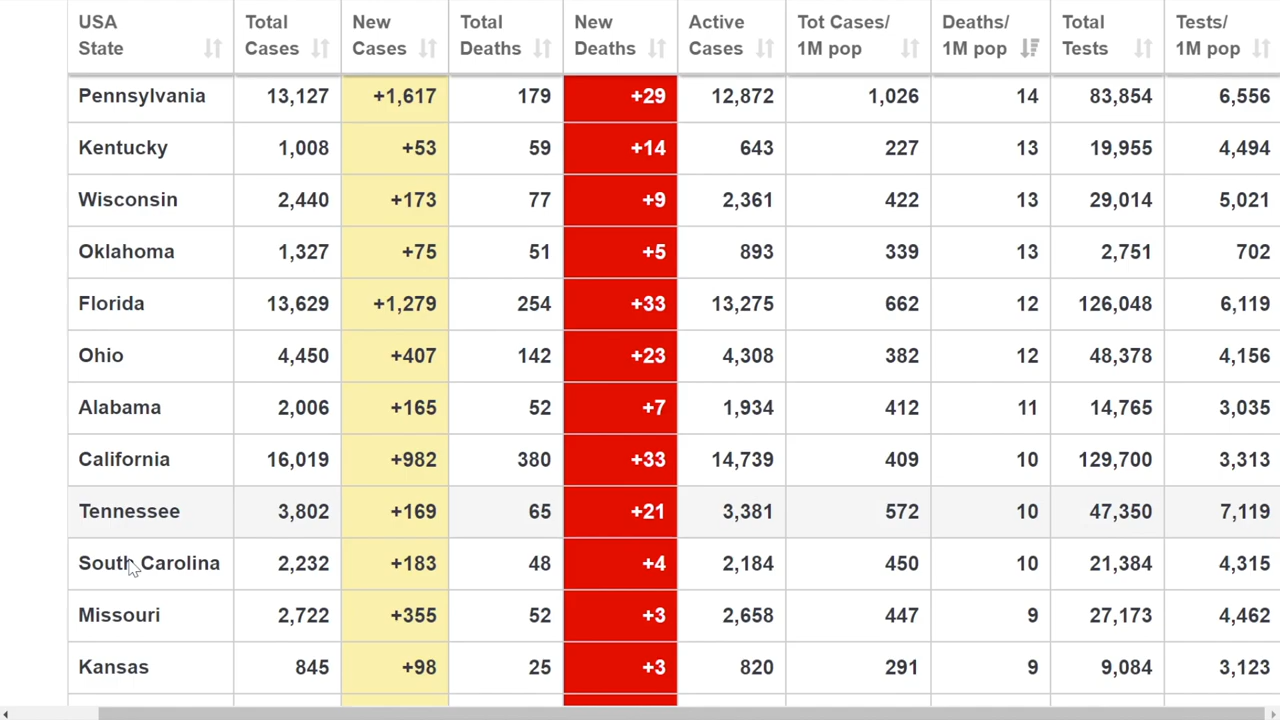 USA State Total Cases New Cases Total Deaths New Deaths Active Cases Tot Cases/ 1M pop Deaths/ 1M pop Total Tests Tests/ 1M pop
Pennsylvania 13,127 +1,617 179 +29 12,872 1,026 14 83,854 6,556
Kentucky 1,008 +53 59 +14 643 227 13 19,955 4,494
Wisconsin 2,440 +173 77 +9 2,361 422 13 29,014 5,021
Oklahoma 1,327 +75 51 +5 893 339 13 2,751 702
Florida 13,629 +1,279 254 +33 13,275 662 12 126,048 6,119
Ohio 4,450 +407 142 +23 4,308 382 12 48,378 4,156
Alabama 2,006 +165 52 +7 1,934 412 11 14,765 3,035
California 16,019 +982 380 +33 14,739 409 10 129,700 3,313
Tennessee 3,802 +169 65 +21 3,381 572 10 47,350 7,119
South Carolina 2,232 +183 48 +4 2,184 450 10 21,384 4,315
Missouri 2,722 +355 52 +3 2,658 447 9 27,173 4,462
Kansas 845 +98 25 +3 820 291 9 9,084 3,123